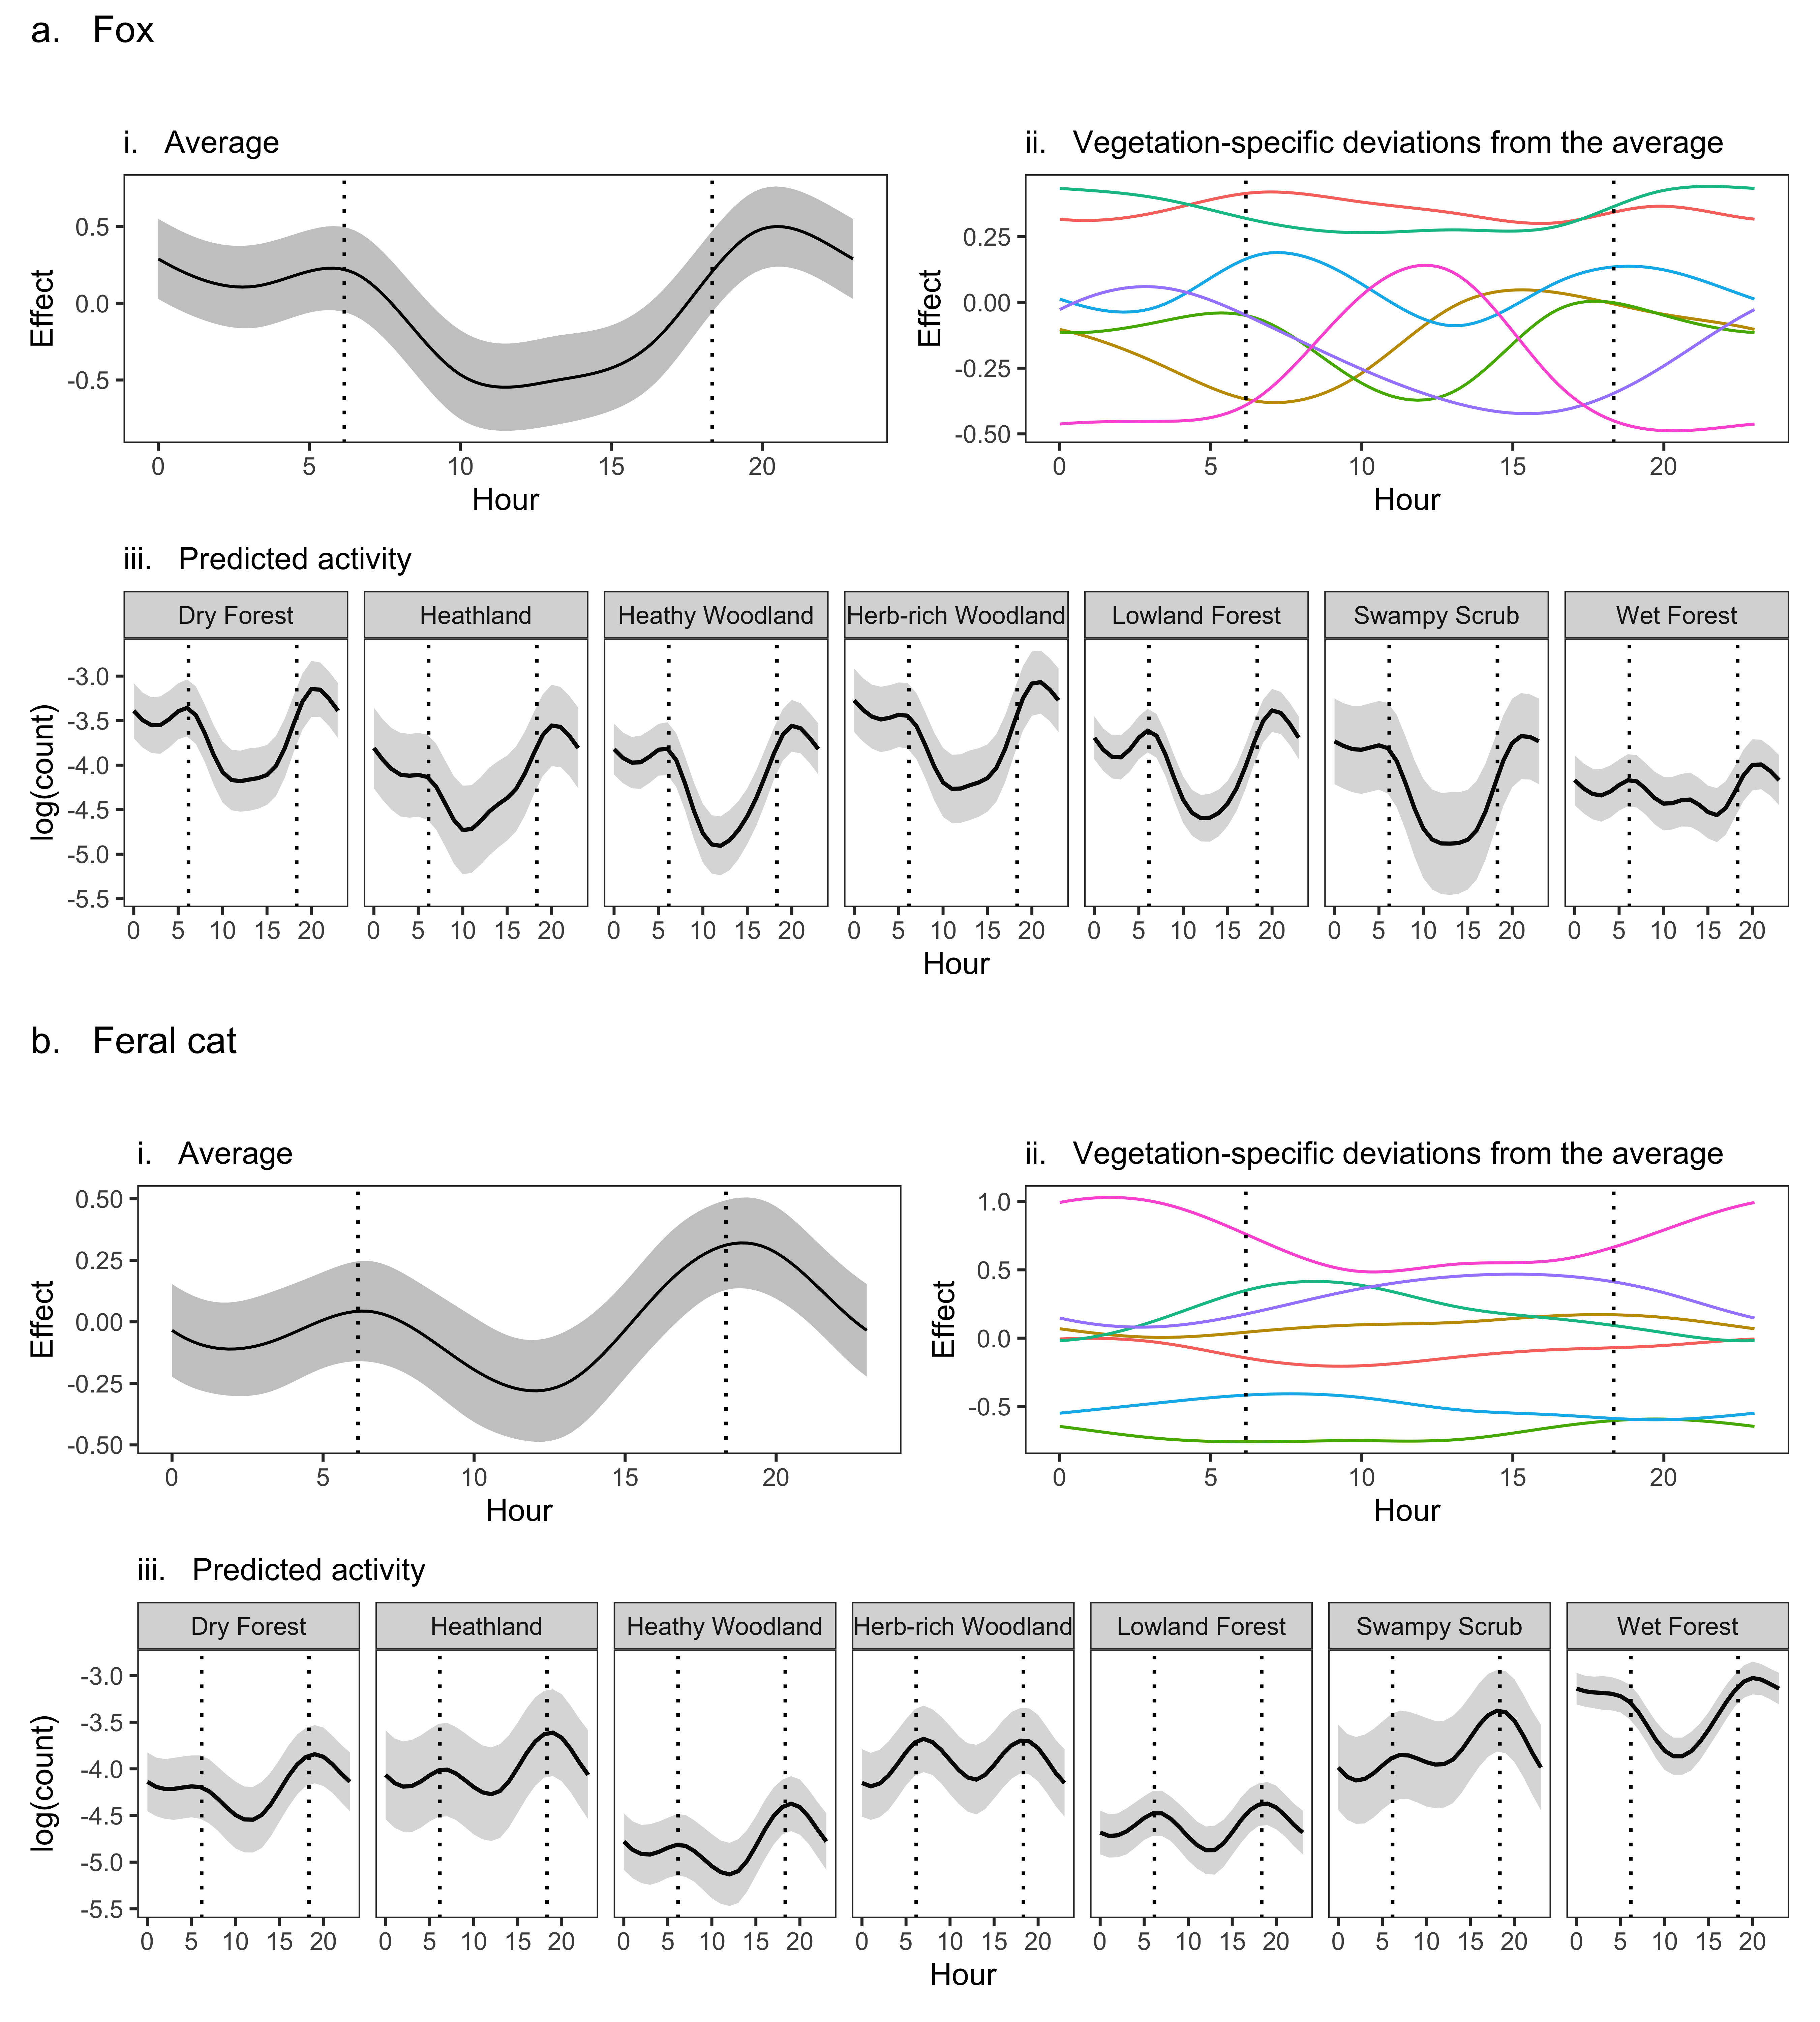 a. Fox
i. Average
ii. Vegetation-specific deviations from the average
0.5
0.0
-0.5
Effect
0 5 10 15 20
Hour
0.25
0.00
-0.25
-0.50
Effect
0 5 10 15 20
Hour
iii. Predicted activity
Dry Forest
Heathland
Heathy Woodland
Herb-rich Woodland
Lowland Forest
Swampy Scrub
Wet Forest
-3.0
-3.5
-4.0
-4.5
-5.0
-5.5
log(count)
0 5 10 15 20
0 5 10 15 20
0 5 10 15 20
0 5 10 15 20
0 5 10 15 20
0 5 10 15 20
0 5 10 15 20
Hour
b. Feral cat
i. Average
ii. Vegetation-specific deviations from the average
0.50
0.25
0.00
-0.25
-0.50
Effect
0 5 10 15 20
Hour
1.0
0.5
0.0
-0.5
Effect
0 5 10 15 20
Hour
iii. Predicted activity
Dry Forest
Heathland
Heathy Woodland
Herb-rich Woodland
Lowland Forest
Swampy Scrub
Wet Forest
-3.0
-3.5
-4.0
-4.5
-5.0
-5.5
log(count)
0 5 10 15 20
0 5 10 15 20
0 5 10 15 20
0 5 10 15 20
0 5 10 15 20
0 5 10 15 20
0 5 10 15 20
Hour